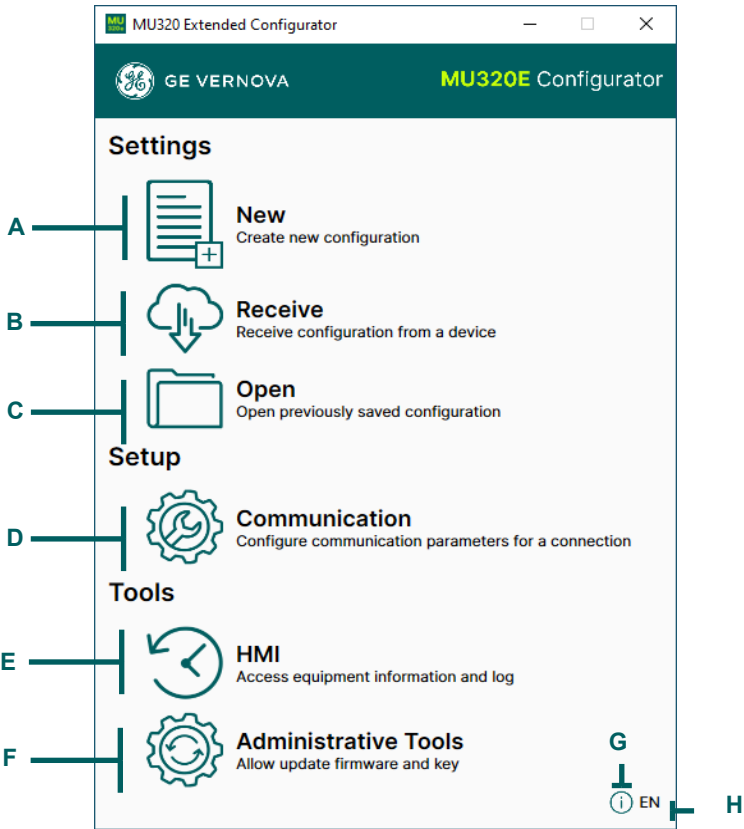 MU
320e
MU320 Extended Configurator
GE VERNOVA
MU320E Configurator
Settings
A
New
Create new configuration
B
Receive
Receive configuration from a device
C
Open
Open previously saved configuration
Setup
D
Communication
Configure communication parameters for a connection
Tools
E
HMI
Access equipment information and log
F
Administrative Tools
Allow update firmware and key
G
i EN
H